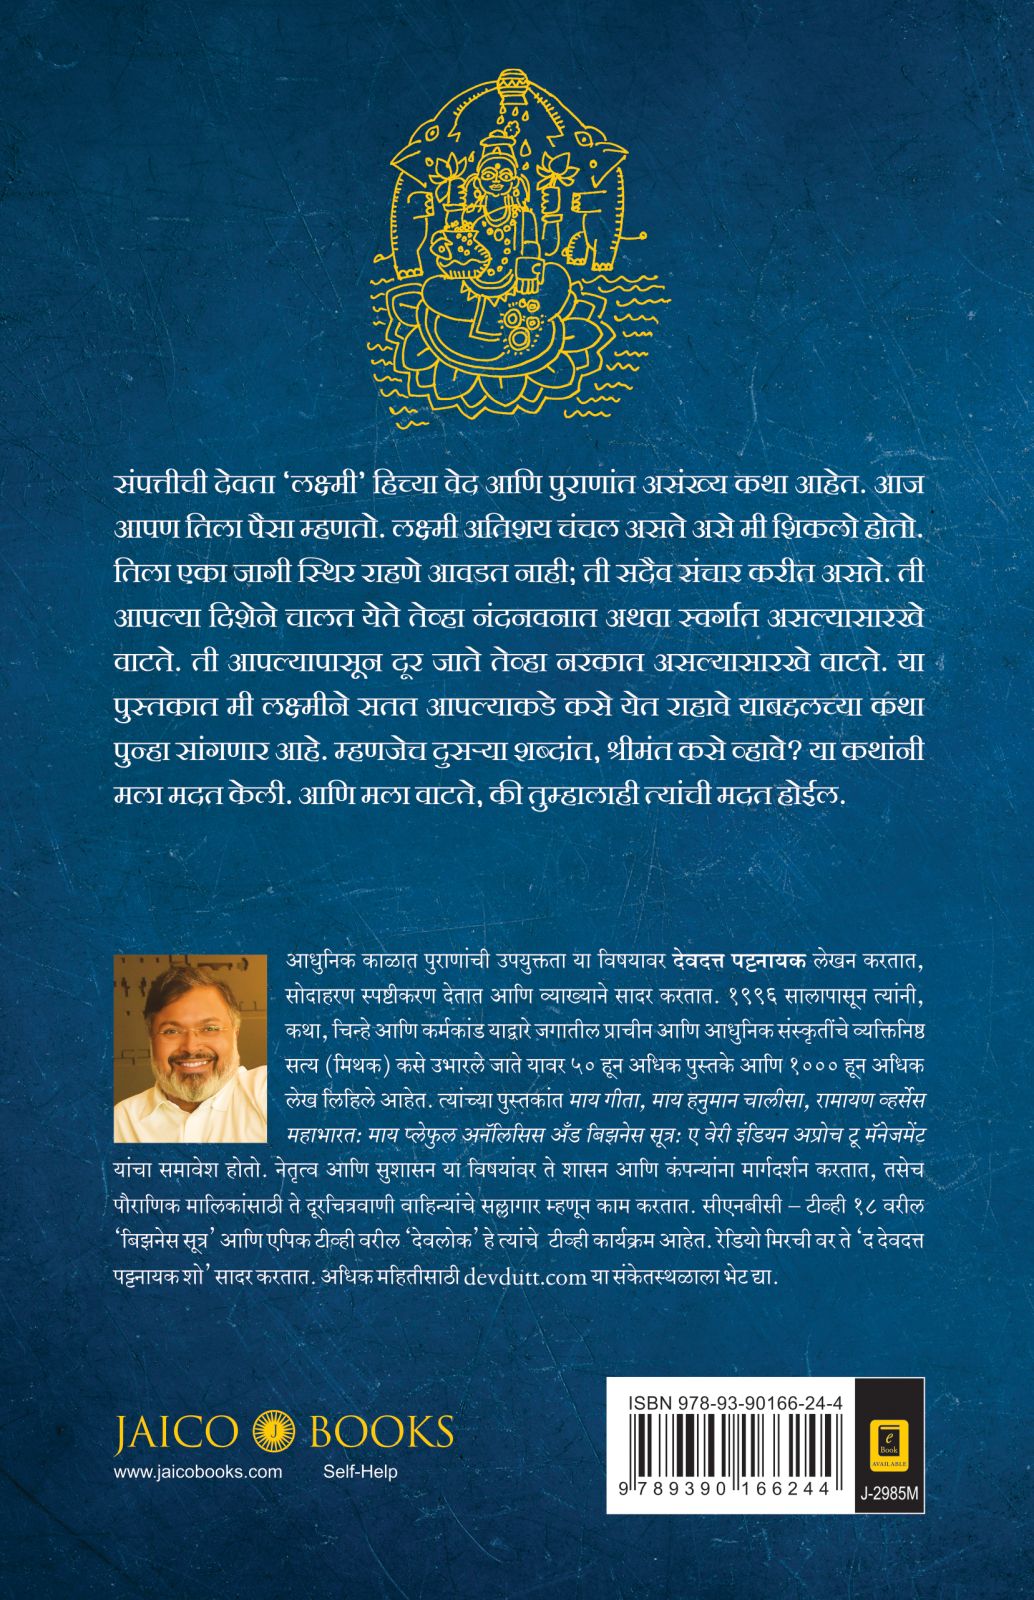 संपत्तीची देवता ‘लक्ष्मी’ हिच्या वेद आणि पुराणांत असंख्य कथा आहेत. आज
आपण तिला पैसा म्हणतो. लक्ष्मी अतिशय चंचल असते असे मी शिकलो होतो.
तिला एका जागी स्थिर राहणे आवडत नाही; ती सदैव संचार करीत असते. ती
आपल्या दिशेने चालत येते तेव्हा नंदनवनात अथवा स्वर्गात असल्यासारखे
वाटते. ती आपल्यापासून दूर जाते तेव्हा नरकात असल्यासारखे वाटते. या
पुस्तकात मी लक्ष्मीने सतत आपल्याकडे कसे येत राहावे याबद्दलच्या कथा
पुन्हा सांगणार आहे. म्हणजेच दुसऱ्या शब्दांत, श्रीमंत कसे व्हावे? या कथांनी
मला मदत केली. आणि मला वाटते, की तुम्हालाही त्यांची मदत होईल.
आधुनिक काळात पुराणांची उपयुक्तता या विषयावर देवदत्त पट्टनायक लेखन करतात,
सोदाहरण स्पष्टीकरण देतात आणि व्याख्याने सादर करतात. १९९६ सालापासून त्यांनी,
कथा, चिन्हे आणि कर्मकांड याद्वारे जगातील प्राचीन आणि आधुनिक संस्कृतींचे व्यक्तिनिष्ठ
सत्य (मिथक) कसे उभारले जाते यावर ५० हून अधिक पुस्तके आणि १००० हून अधिक
लेख लिहिले आहेत. त्यांच्या पुस्तकांत माय गीता, माय हनुमान चालीसा, रामायण व्हर्सेस
महाभारत: माय प्लेफुल अनॅलिसिस अँड बिझनेस सूत्र: ए वेरी इंडियन अप्रोच टू मॅनेजमेंट
यांचा समावेश होतो. नेतृत्व आणि सुशासन या विषयांवर ते शासन आणि कंपन्यांना मार्गदर्शन करतात, तसेच
पौराणिक मालिकांसाठी ते दूरचित्रवाणी वाहिन्यांचे सल्लागार म्हणून काम करतात. सीएनबीसी – टीव्ही १८ वरील
‘बिझनेस सूत्र’ आणि एपिक टीव्ही वरील ‘देवलोक’ हे त्यांचे टीव्ही कार्यक्रम आहेत. रेडियो मिरची वर ते ‘द देवदत्त
पट्टनायक शो’ सादर करतात. अधिक महितीसाठी devdutt.com या संकेतस्थळाला भेट द्या.
JAICO J BOOKS
www.jaicobooks.com Self-Help
ISBN 978-93-90166-24-4
9 789390 166244
e
Book
AVAILABLE
J-2985M